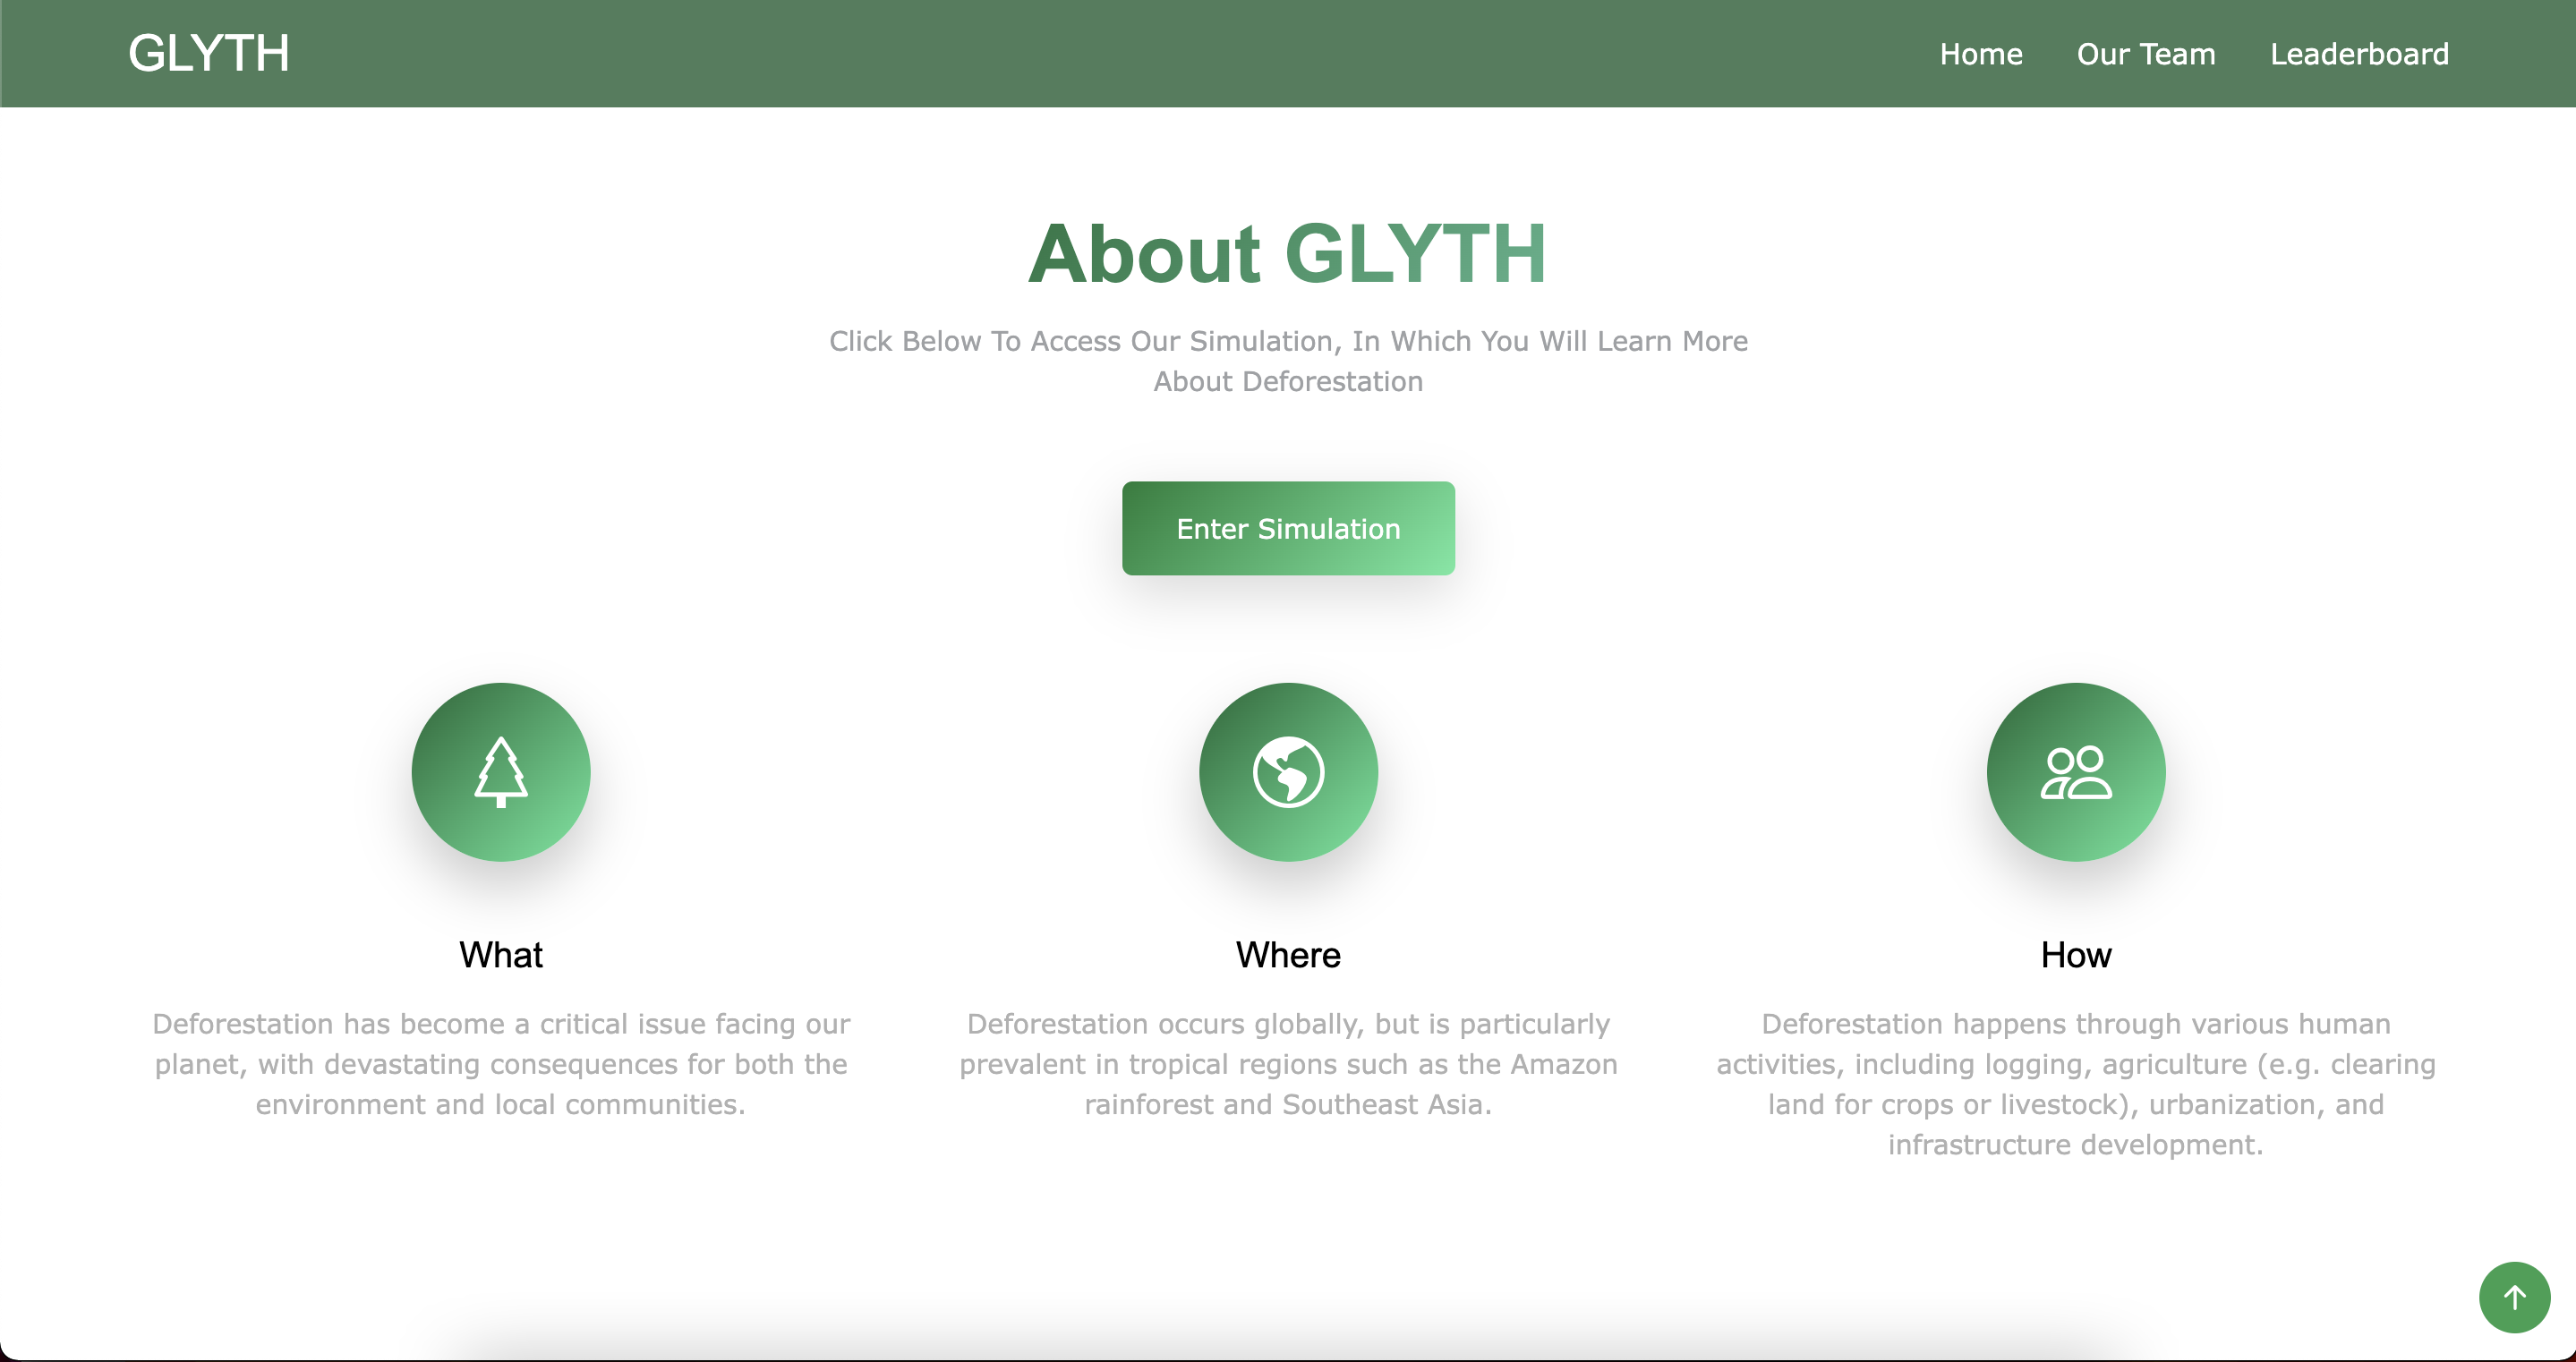 GLYTH
Home Our Team Leaderboard
About GLYTH
Click Below To Access Our Simulation, In Which You Will Learn More
About Deforestation
Enter Simulation
What
Deforestation has become a critical issue facing our
planet, with devastating consequences for both the
environment and local communities.
Where
Deforestation occurs globally, but is particularly
prevalent in tropical regions such as the Amazon
rainforest and Southeast Asia.
How
Deforestation happens through various human
activities, including logging, agriculture (e.g. clearing
land for crops or livestock), urbanization, and
infrastructure development.